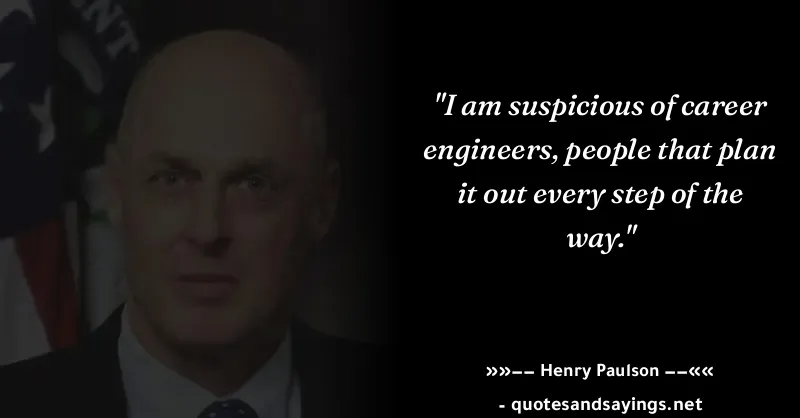 ENT
"I am suspicious of career
engineers, people that plan
it out every step of the
way."
»»–– Henry Paulson ––««
- quotesandsayings.net